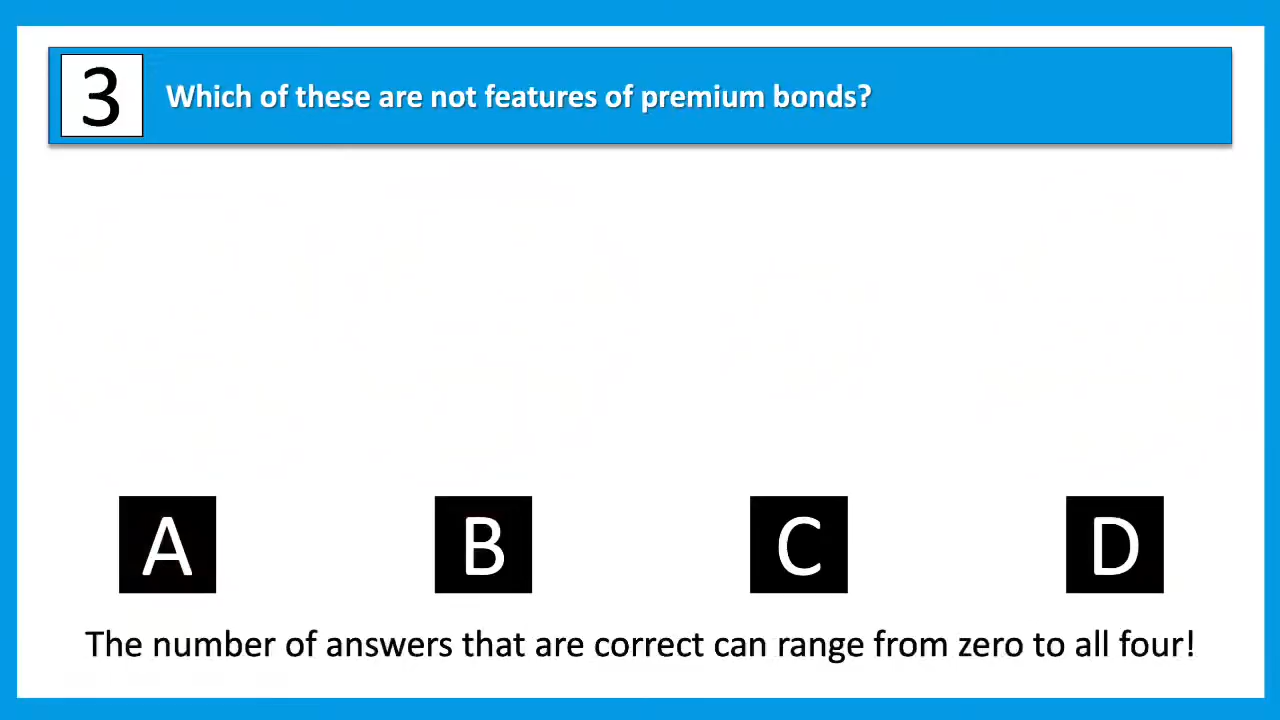 3
Which of these are not features of premium bonds?
A B C D
The number of answers that are correct can range from zero to all four!